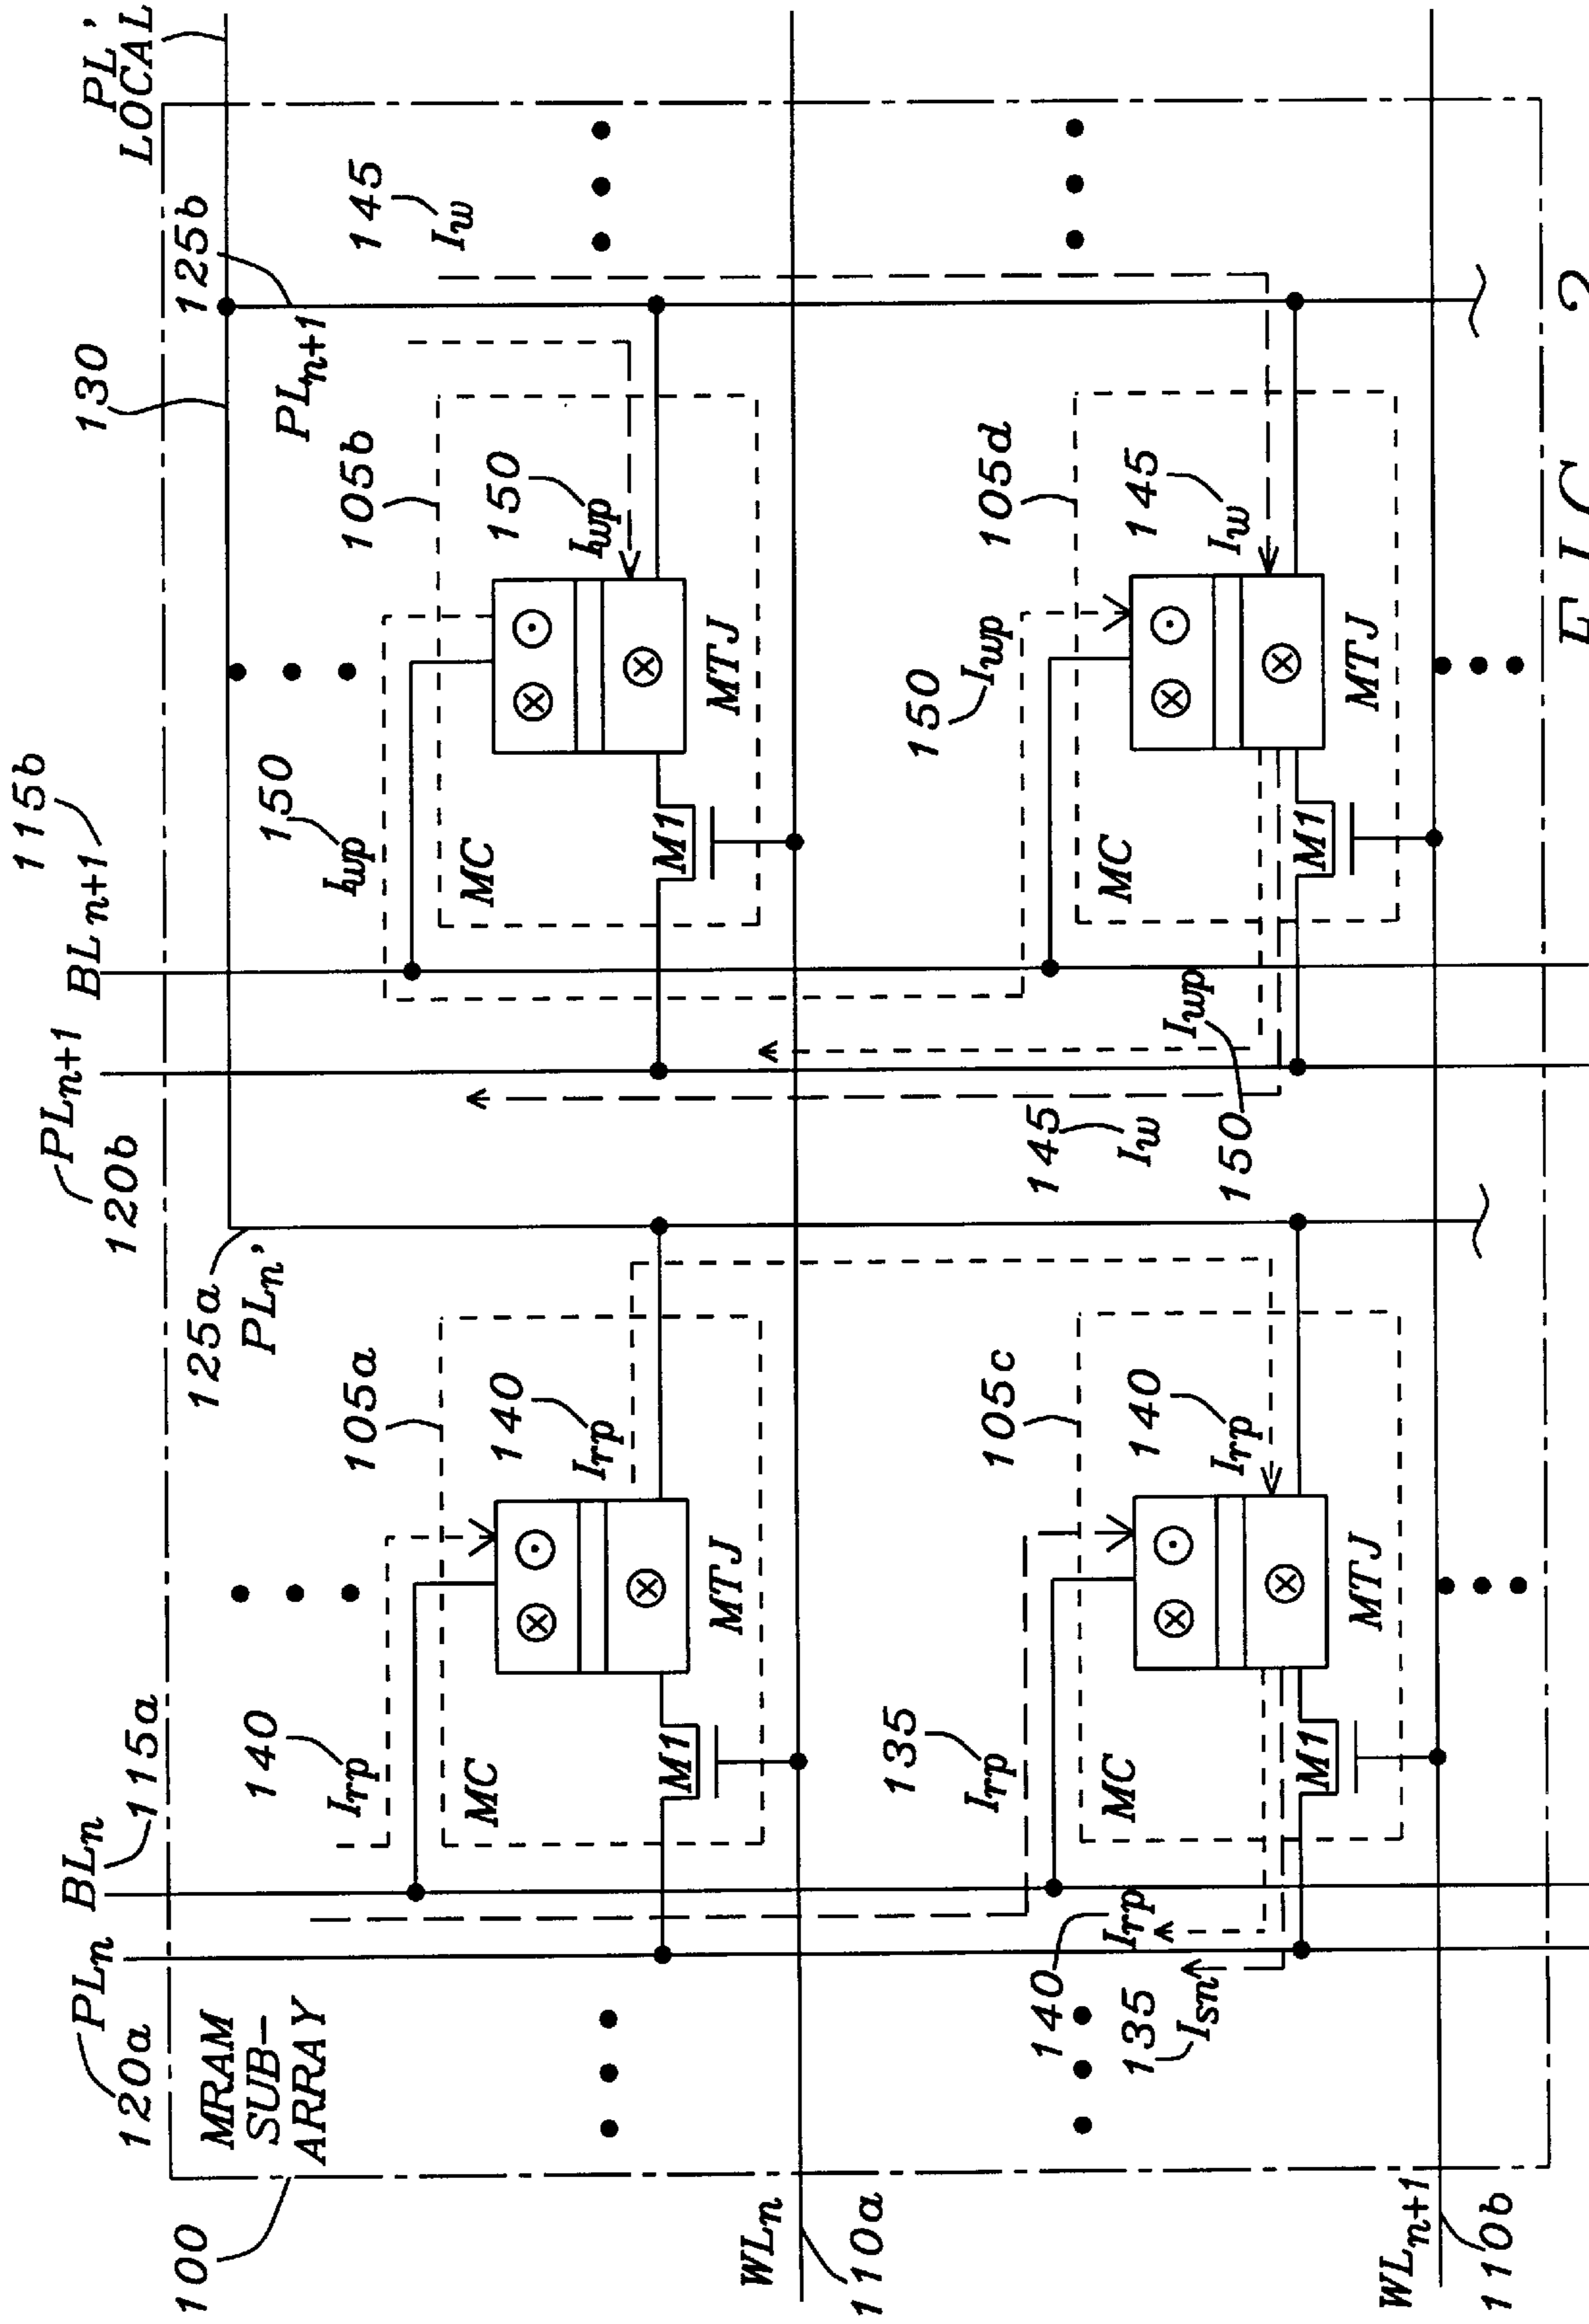 100
MRAM
SUB-
ARRAY
120a
PLn
BLn
115a
125a
PLn'
PLn+1
120b
BLn+1
115b
130
PLn+1
125b
PL'
LOCAL
140
Irp
105a
140
Irp
MC
M1
MTJ
150
Iwp
105b
150
Iwp
MC
M1
MTJ
145
Iw
WLn
110a
140
Irp
135
Isn
135
Irp
105c
140
Irp
MC
M1
MTJ
145
Iw
150
Iwp
150
Iwp
105d
145
Iw
MC
M1
MTJ
WLn+1
110b